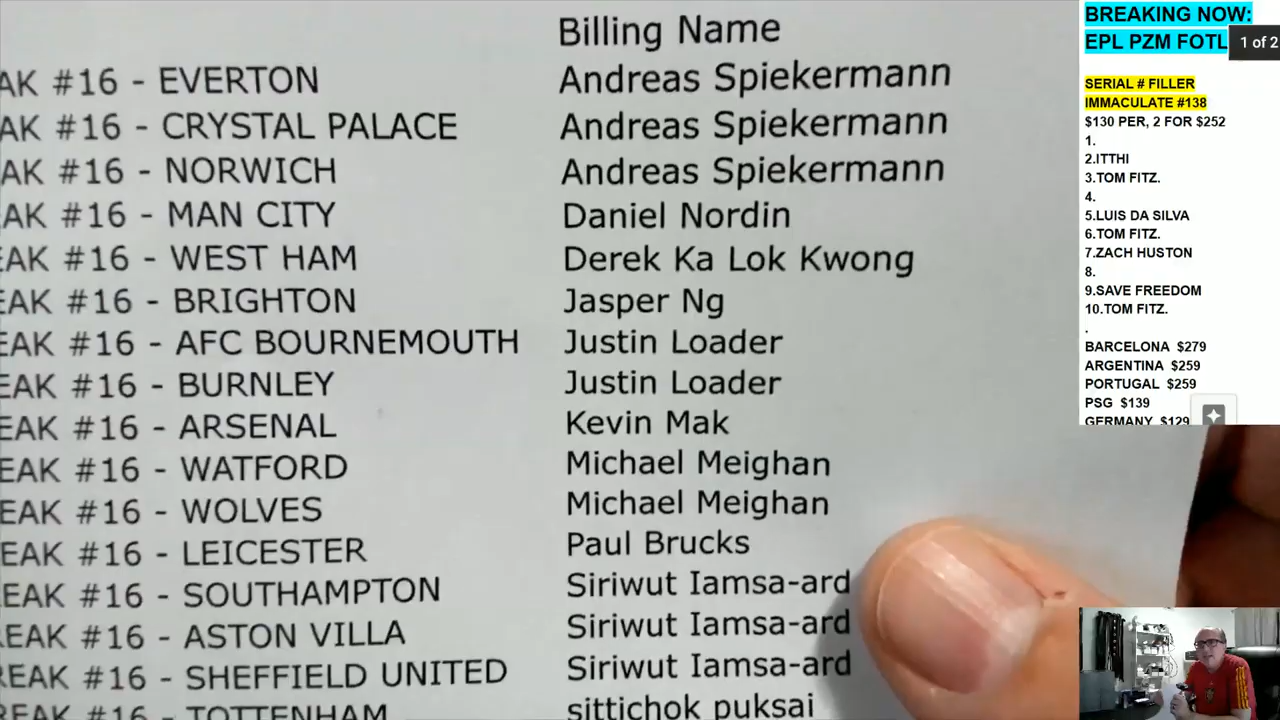 Billing Name
AK #16 - EVERTON Andreas Spiekermann
AK #16 - CRYSTAL PALACE Andreas Spiekermann
AK #16 - NORWICH Andreas Spiekermann
AK #16 - MAN CITY Daniel Nordin
EAK #16 - WEST HAM Derek Ka Lok Kwong
EAK #16 - BRIGHTON Jasper Ng
EAK #16 - AFC BOURNEMOUTH Justin Loader
EAK #16 - BURNLEY Justin Loader
EAK #16 - ARSENAL Kevin Mak
EAK #16 - WATFORD Michael Meighan
EAK #16 - WOLVES Michael Meighan
EAK #16 - LEICESTER Paul Brucks
EAK #16 - SOUTHAMPTON Siriwut Iamsa-ard
REAK #16 - ASTON VILLA Siriwut Iamsa-ard
REAK #16 - SHEFFIELD UNITED Siriwut Iamsa-ard
REAK #16 - TOTTENHAM sittichok puksai
BREAKING NOW:
EPL PZM FOTL
1 of 2
SERIAL # FILLER
IMMACULATE #138
$130 PER, 2 FOR $252
1.
2.ITTHI
3.TOM FITZ.
4.
5.LUIS DA SILVA
6.TOM FITZ.
7.ZACH HUSTON
8.
9.SAVE FREEDOM
10.TOM FITZ.
.
BARCELONA $279
ARGENTINA $259
PORTUGAL $259
PSG $139
GERMANY $129